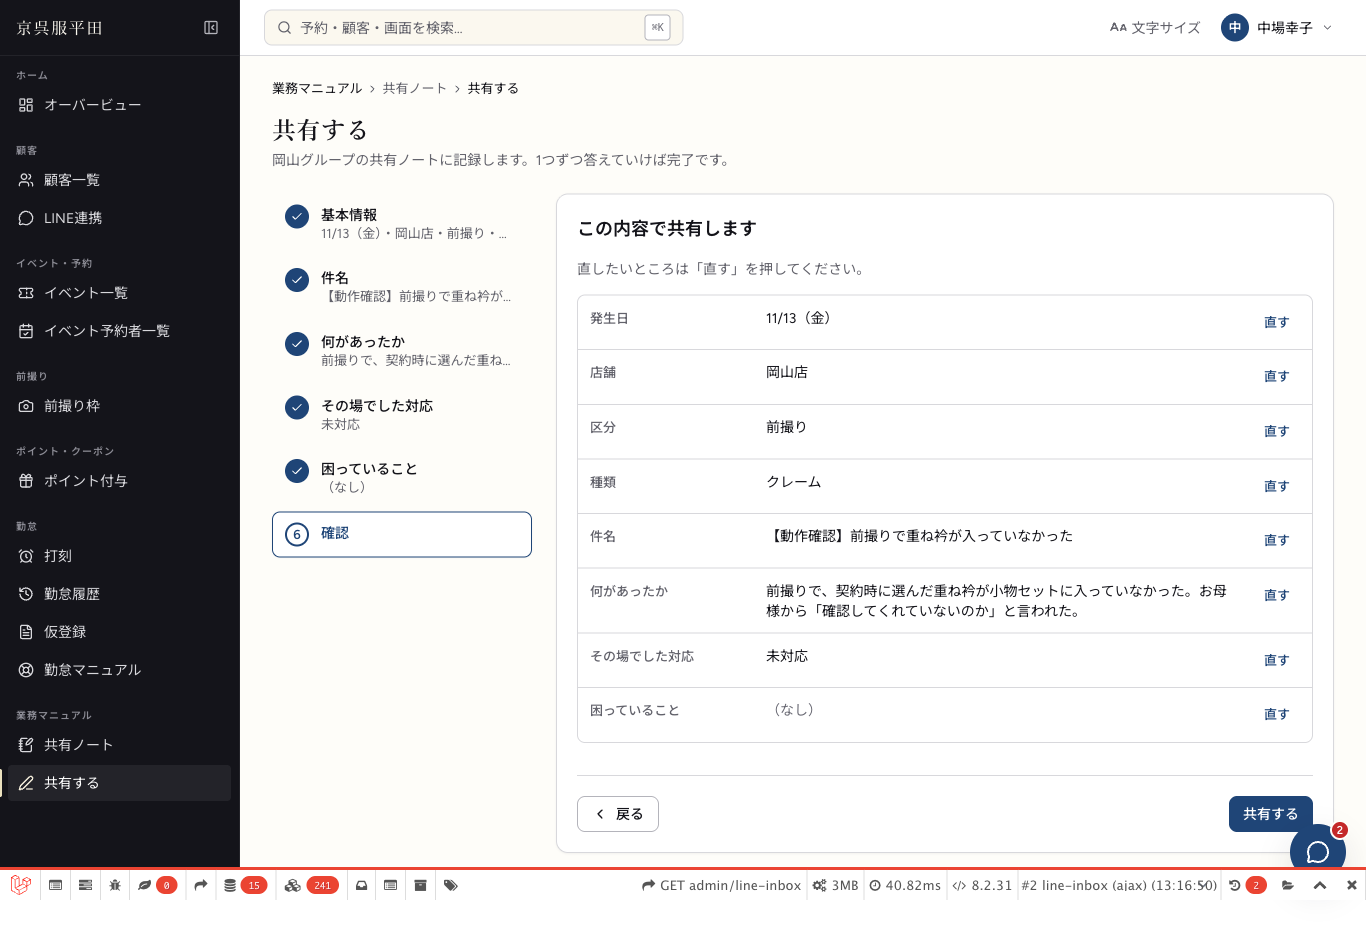 京呉服平田
予約・顧客・画面を検索...
⌘K
Aa 文字サイズ
中
中場幸子
ホーム
オーバービュー
顧客
顧客一覧
LINE連携
イベント・予約
イベント一覧
イベント予約者一覧
前撮り
前撮り枠
ポイント・クーポン
ポイント付与
勤怠
打刻
勤怠履歴
仮登録
勤怠マニュアル
業務マニュアル
共有ノート
共有する
業務マニュアル › 共有ノート › 共有する
共有する
岡山グループの共有ノートに記録します。1つずつ答えていけば完了です。
基本情報
11/13（金）・岡山店・前撮り・...
件名
【動作確認】前撮りで重ね衿が...
何があったか
前撮りで、契約時に選んだ重ね...
その場でした対応
未対応
困っていること
（なし）
6 確認
この内容で共有します
直したいところは「直す」を押してください。
発生日 11/13（金） 直す
店舗 岡山店 直す
区分 前撮り 直す
種類 クレーム 直す
件名 【動作確認】前撮りで重ね衿が入っていなかった 直す
何があったか 前撮りで、契約時に選んだ重ね衿が小物セットに入っていなかった。お母 直す
様から「確認してくれていないのか」と言われた。
その場でした対応 未対応 直す
困っていること （なし） 直す
戻る
共有する
2
0 15 241 GET admin/line-inbox 3MB 40.82ms 8.2.31 #2 line-inbox (ajax) (13:16:50) 2